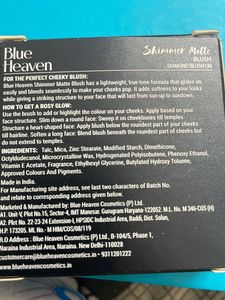 Blue
Heaven
Shimmer Matte
BLUSH
DIAMOND BLUSH ON
FOR THE PERFECT CHEEKY BLUSH:
Blue Heaven Shimmer Matte Blush has a lightweight, true-tone formula that glides on
easily and blends seamlessly to make your cheeks pop. It adds softness to your looks
while giving a striking structure to your face that will last from sun-up to sundown.
HOW TO GET A ROSY GLOW:
Use the brush to add or highlight the colour on your cheeks. Apply based on your
face structure. Slim down a round face: Sweep it on cheekbones till temples
Structure a heart-shaped face: Apply blush below the roundest part of your cheeks
till hairline. Soften a long face: Blend blush beneath the roundest part of cheeks but
do not extend to temples.
INGREDIENTS: Talc, Mica, Zinc Stearate, Modified Starch, Dimethicone,
Octyldodecanol, Microcrystalline Wax, Hydrogenated Polyisobutene, Phenoxy Ethanol,
Vitamin E Acetate, Fragrance, Ethylhexyl Glycerine, Butylated Hydroxy Toluene,
Approved Colours And Pigments.
Made in India.
For Manufacturing site address, see last two characters of Batch No.
and relate to corresponding address given below.
Marketed & Manufactured by: Blue Heaven Cosmetics (P) Ltd.,
A1. Unit-V, Plot No 15, Sector-4, IMT Manesar, Gurugram Haryana-122052. M.L. No. M 346-COS (H)
A2. Plot No. 22-23-24 Extension-I, HPSIDC Industrial Area, Baddi, Distt. Solan,
H.P. 173205. ML No.- M HIM/COS/08/119
R.O Address : Blue Heaven Cosmetics (P) Ltd., B-104/5, Phase 1,
Naraina Industrial Area, Naraina. New Delhi-110028
customercare@blueheavencosmetics.in • 9311201222
www.blueheavencosmetics.in